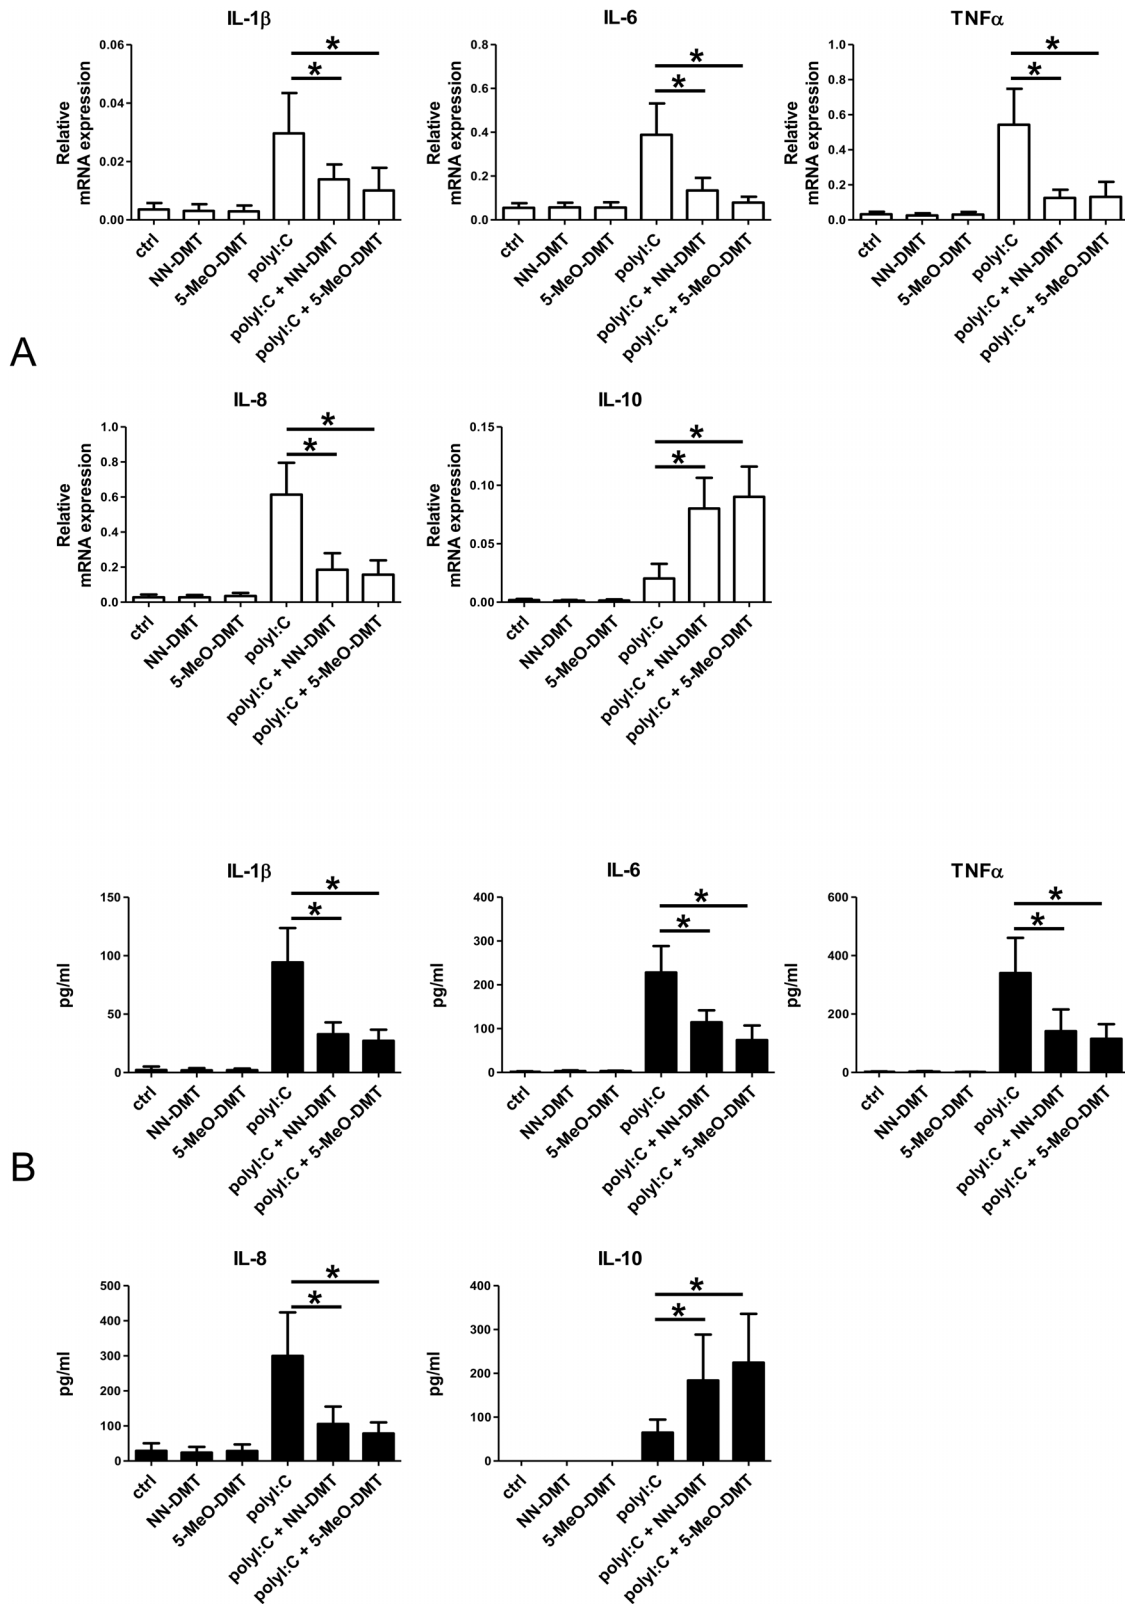 IL-1β
Relative
mRNA expression
0.06
0.04
0.02
0.00
*
*
ctrl
NN-DMT
5-MeO-DMT
polyI:C
polyI:C + NN-DMT
polyI:C + 5-MeO-DMT
IL-6
Relative
mRNA expression
0.8
0.6
0.4
0.2
0.0
*
*
ctrl
NN-DMT
5-MeO-DMT
polyI:C
polyI:C + NN-DMT
polyI:C + 5-MeO-DMT
TNFα
Relative
mRNA expression
1.0
0.8
0.6
0.4
0.2
0.0
*
*
ctrl
NN-DMT
5-MeO-DMT
polyI:C
polyI:C + NN-DMT
polyI:C + 5-MeO-DMT
A
IL-8
Relative
mRNA expression
1.0
0.8
0.6
0.4
0.2
0.0
*
*
ctrl
NN-DMT
5-MeO-DMT
polyI:C
polyI:C + NN-DMT
polyI:C + 5-MeO-DMT
IL-10
Relative
mRNA expression
0.15
0.10
0.05
0.00
*
*
ctrl
NN-DMT
5-MeO-DMT
polyI:C
polyI:C + NN-DMT
polyI:C + 5-MeO-DMT
IL-1β
pg/ml
150
100
50
0
*
*
ctrl
NN-DMT
5-MeO-DMT
polyI:C
polyI:C + NN-DMT
polyI:C + 5-MeO-DMT
IL-6
pg/ml
400
300
200
100
0
*
*
ctrl
NN-DMT
5-MeO-DMT
polyI:C
polyI:C + NN-DMT
polyI:C + 5-MeO-DMT
TNFα
pg/ml
600
400
200
0
*
*
ctrl
NN-DMT
5-MeO-DMT
polyI:C
polyI:C + NN-DMT
polyI:C + 5-MeO-DMT
B
IL-8
pg/ml
500
400
300
200
100
0
*
*
ctrl
NN-DMT
5-MeO-DMT
polyI:C
polyI:C + NN-DMT
polyI:C + 5-MeO-DMT
IL-10
pg/ml
400
300
200
100
0
*
*
ctrl
NN-DMT
5-MeO-DMT
polyI:C
polyI:C + NN-DMT
polyI:C + 5-MeO-DMT